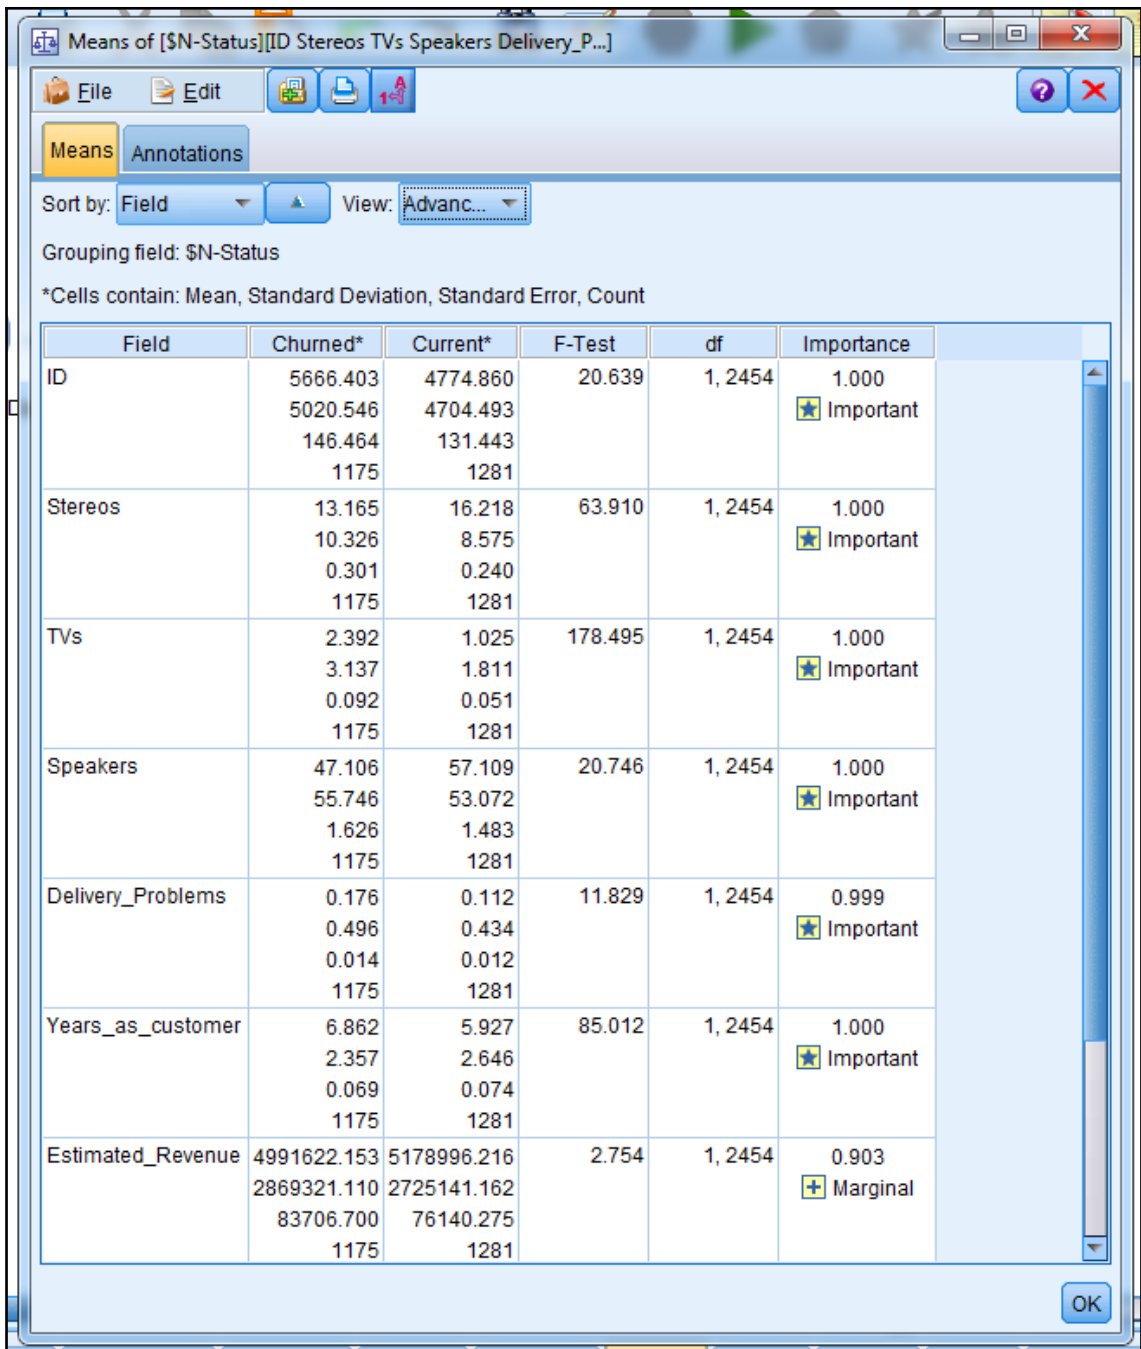 Means of [$N-Status][ID Stereos TVs Speakers Delivery_P...]
File Edit
Means Annotations
Sort by: Field View: Advanc...
Grouping field: $N-Status
*Cells contain: Mean, Standard Deviation, Standard Error, Count
Field Churned* Current* F-Test df Importance
ID 5666.403 4774.860 20.639 1, 2454 1.000
5020.546 4704.493 Important
146.464 131.443
1175 1281
Stereos 13.165 16.218 63.910 1, 2454 1.000
10.326 8.575 Important
0.301 0.240
1175 1281
TVs 2.392 1.025 178.495 1, 2454 1.000
3.137 1.811 Important
0.092 0.051
1175 1281
Speakers 47.106 57.109 20.746 1, 2454 1.000
55.746 53.072 Important
1.626 1.483
1175 1281
Delivery_Problems 0.176 0.112 11.829 1, 2454 0.999
0.496 0.434 Important
0.014 0.012
1175 1281
Years_as_customer 6.862 5.927 85.012 1, 2454 1.000
2.357 2.646 Important
0.069 0.074
1175 1281
Estimated_Revenue 4991622.153 5178996.216 2.754 1, 2454 0.903
2869321.110 2725141.162 Marginal
83706.700 76140.275
1175 1281
OK